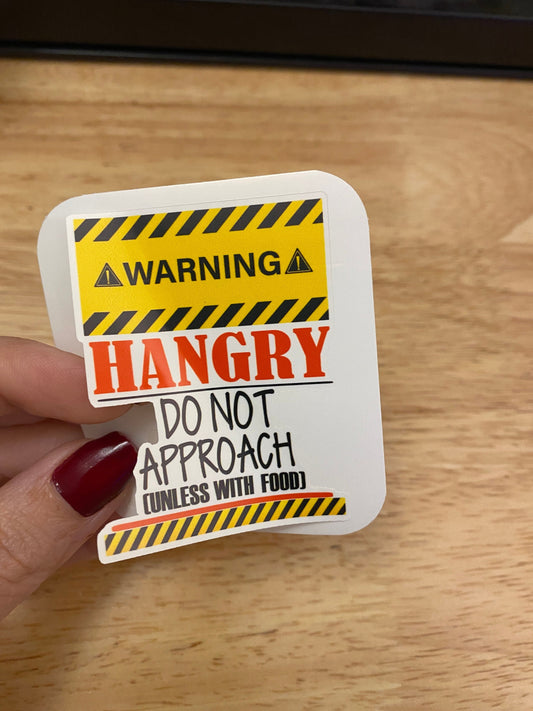 WARNING
HANGRY
DO NOT
APPROACH
(UNLESS WITH FOOD)